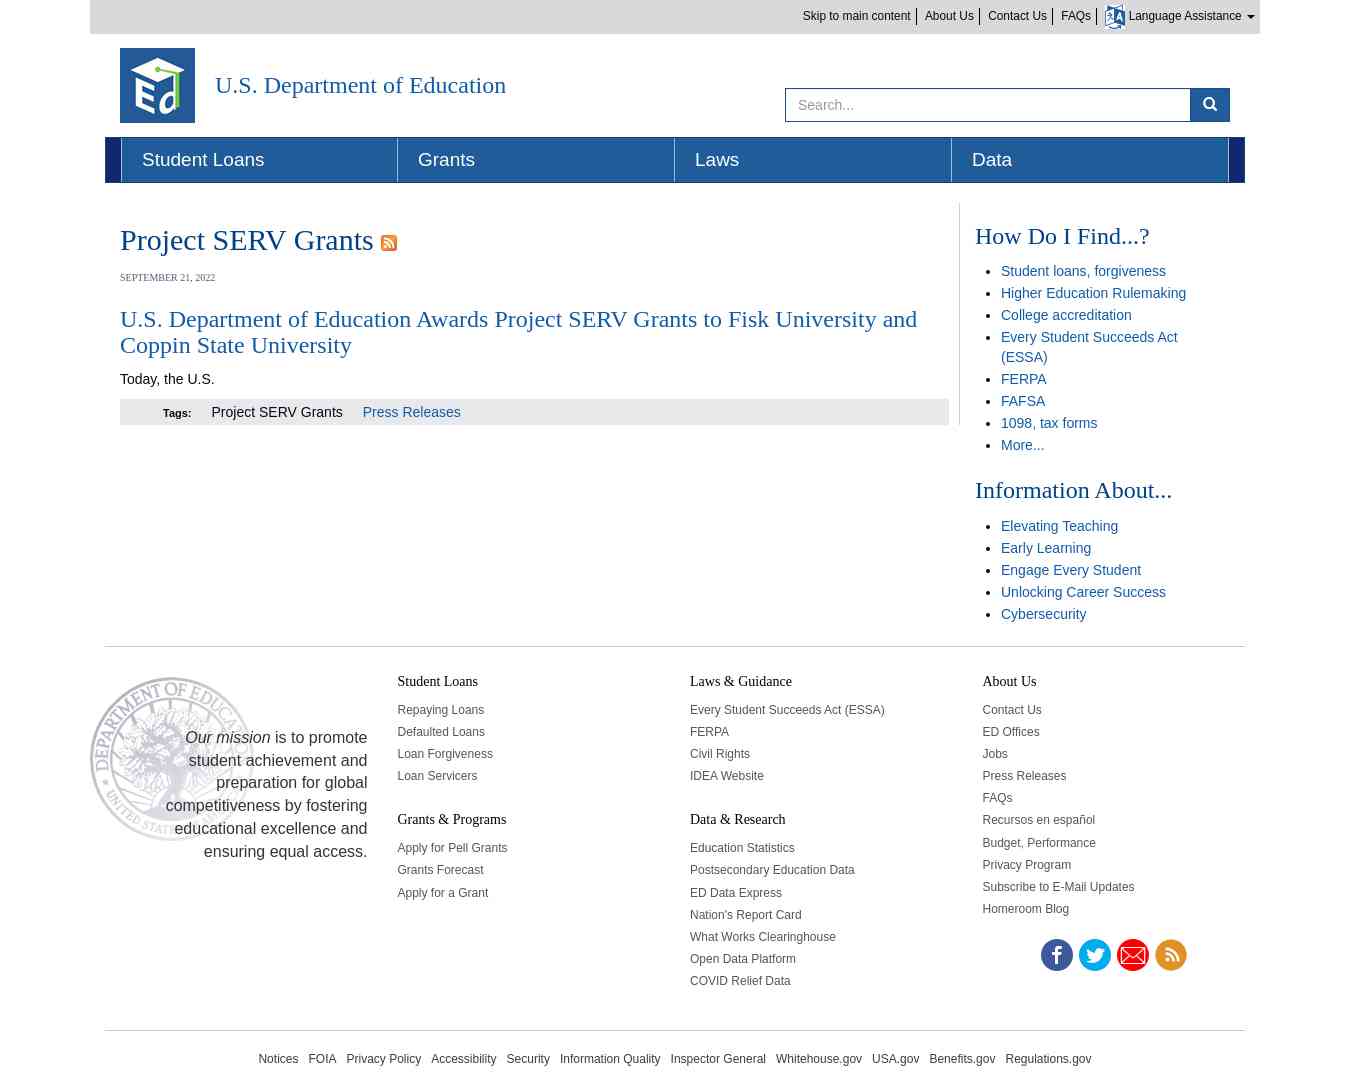 Skip to main content
About Us
Contact Us
FAQs
Language Assistance
Ed
U.S. Department of Education
Search...
Student Loans
Grants
Laws
Data
Project SERV Grants
SEPTEMBER 21, 2022
U.S. Department of Education Awards Project SERV Grants to Fisk University and
Coppin State University
Today, the U.S.
Tags: Project SERV Grants Press Releases
How Do I Find...?
Student loans, forgiveness
Higher Education Rulemaking
College accreditation
Every Student Succeeds Act
(ESSA)
FERPA
FAFSA
1098, tax forms
More...
Information About...
Elevating Teaching
Early Learning
Engage Every Student
Unlocking Career Success
Cybersecurity
Our mission is to promote
student achievement and
preparation for global
competitiveness by fostering
educational excellence and
ensuring equal access.
Student Loans
Repaying Loans
Defaulted Loans
Loan Forgiveness
Loan Servicers
Grants & Programs
Apply for Pell Grants
Grants Forecast
Apply for a Grant
Laws & Guidance
Every Student Succeeds Act (ESSA)
FERPA
Civil Rights
IDEA Website
Data & Research
Education Statistics
Postsecondary Education Data
ED Data Express
Nation's Report Card
What Works Clearinghouse
Open Data Platform
COVID Relief Data
About Us
Contact Us
ED Offices
Jobs
Press Releases
FAQs
Recursos en español
Budget, Performance
Privacy Program
Subscribe to E-Mail Updates
Homeroom Blog
Notices FOIA Privacy Policy Accessibility Security Information Quality Inspector General Whitehouse.gov USA.gov Benefits.gov Regulations.gov